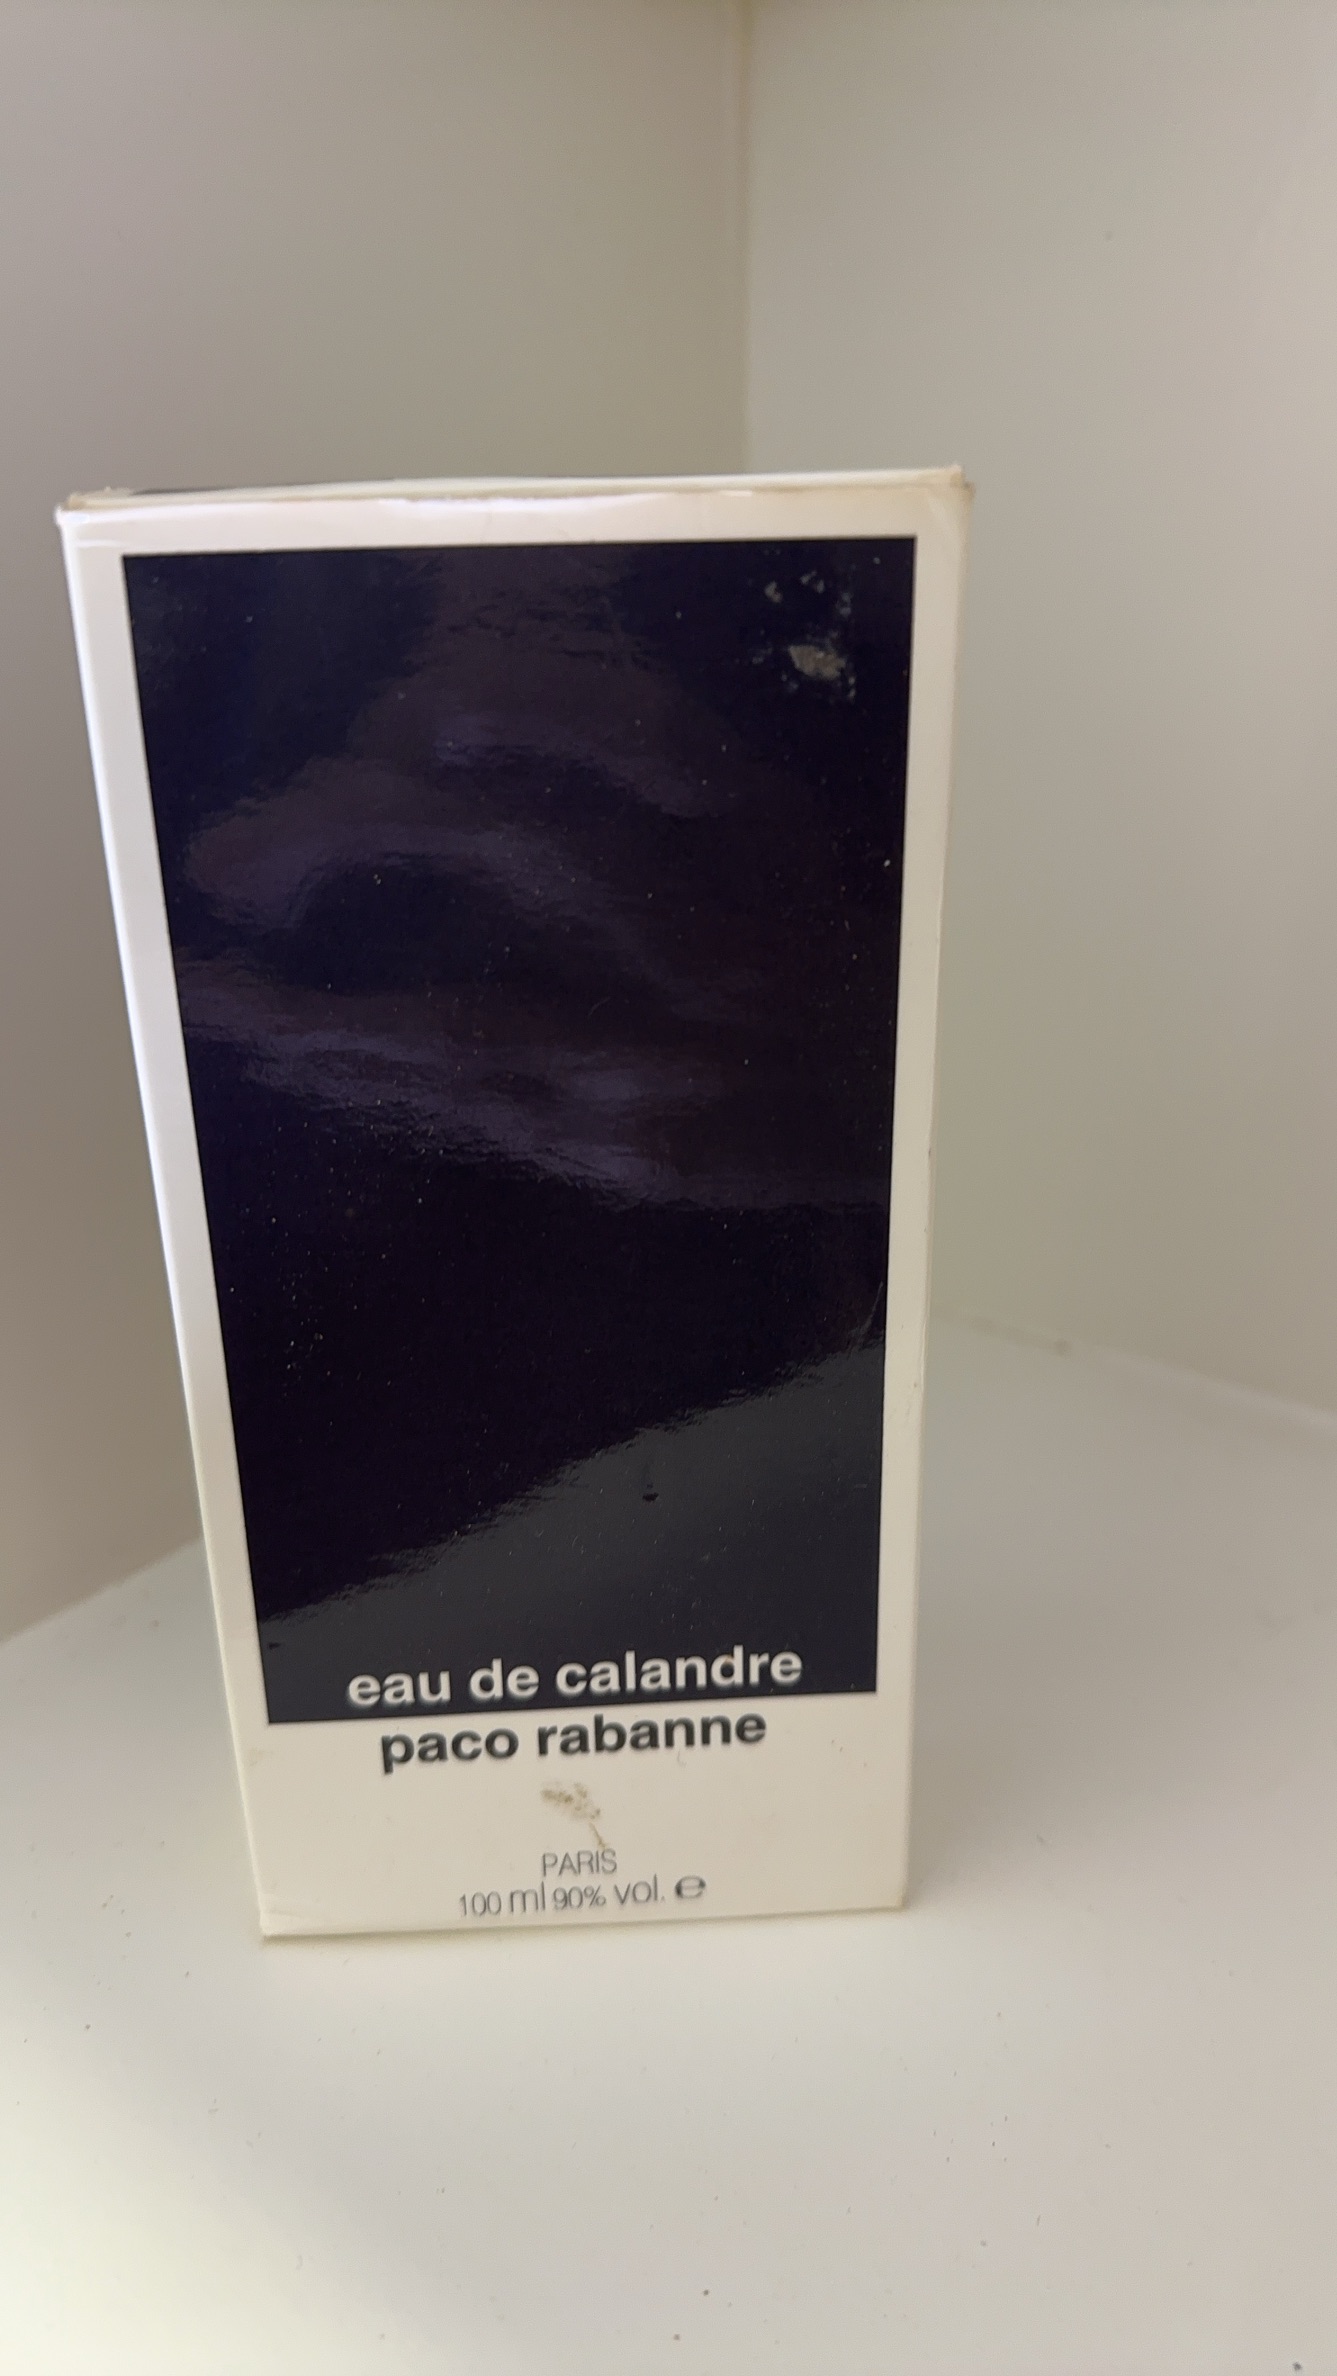 eau de calandre
paco rabanne
PARIS
100 ml 90% vol. ℮